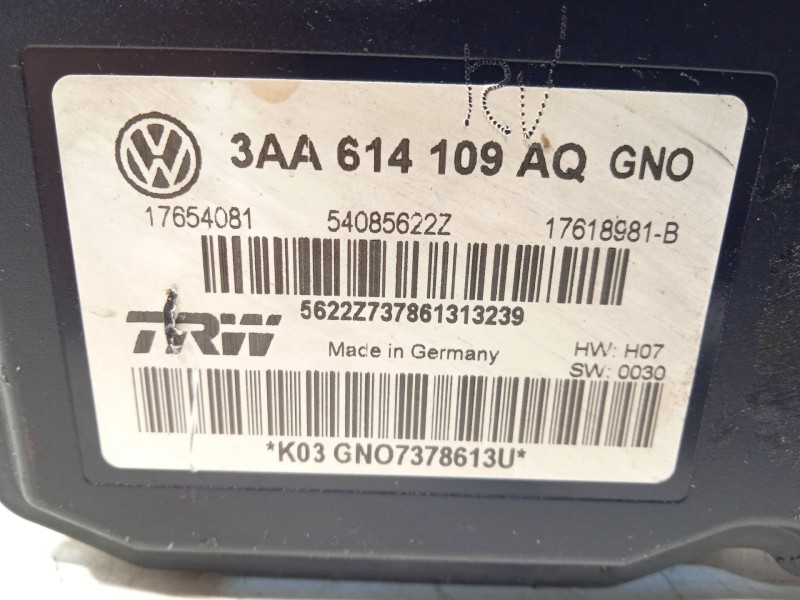 RV
VW
3AA 614 109 AQ GNO
17654081 54085622Z 17618981-B
5622Z737861313239
TRW
Made in Germany
HW: H07
SW: 0030
*K03 GNO7378613U*